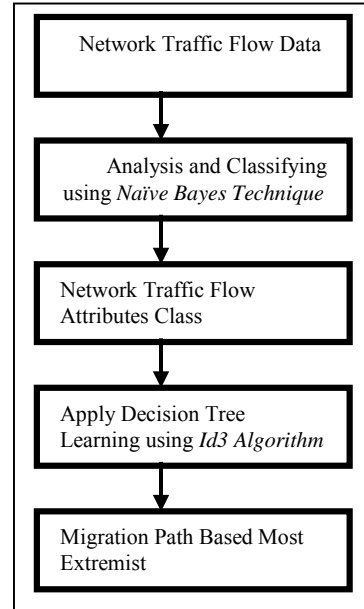 Network Traffic Flow Data
Analysis and Classifying
using Naïve Bayes Technique
Network Traffic Flow
Attributes Class
Apply Decision Tree
Learning using Id3 Algorithm
Migration Path Based Most
Extremist